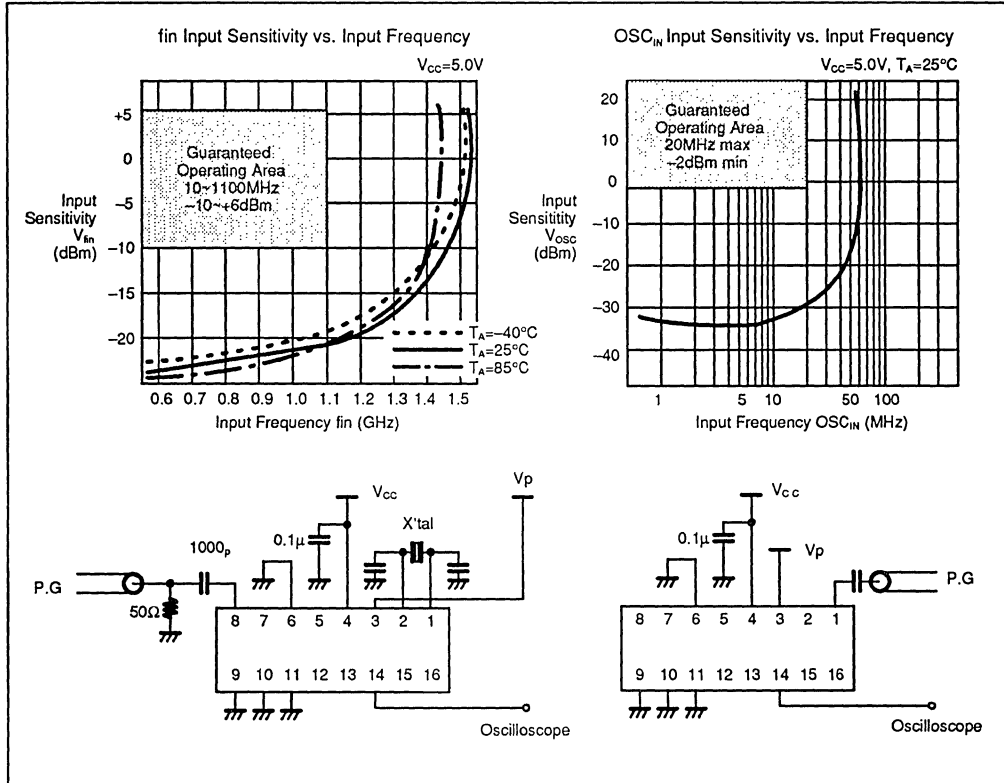 fin Input Sensitivity vs. Input Frequency
VCC=5.0V
+5
0
−5
−10
−15
−20
Input
Sensitivity
Vfin
(dBm)
Guaranteed
Operating Area
10~1100MHz
−10~+6dBm
TA=−40°C
TA=25°C
TA=85°C
0.6 0.7 0.8 0.9 1.0 1.1 1.2 1.3 1.4 1.5
Input Frequency fin (GHz)
OSCIN Input Sensitivity vs. Input Frequency
VCC=5.0V, TA=25°C
20
10
0
−10
−20
−30
−40
Input
Sensititity
VOSC
(dBm)
Guaranteed
Operating Area
20MHz max
−2dBm min
1 5 10 50 100
Input Frequency OSCIN (MHz)
P.G
50Ω
1000p
0.1µ
VCC
X'tal
Vp
8 7 6 5 4 3 2 1
9 10 11 12 13 14 15 16
Oscilloscope
VCC
0.1µ
Vp
P.G
8 7 6 5 4 3 2 1
9 10 11 12 13 14 15 16
Oscilloscope